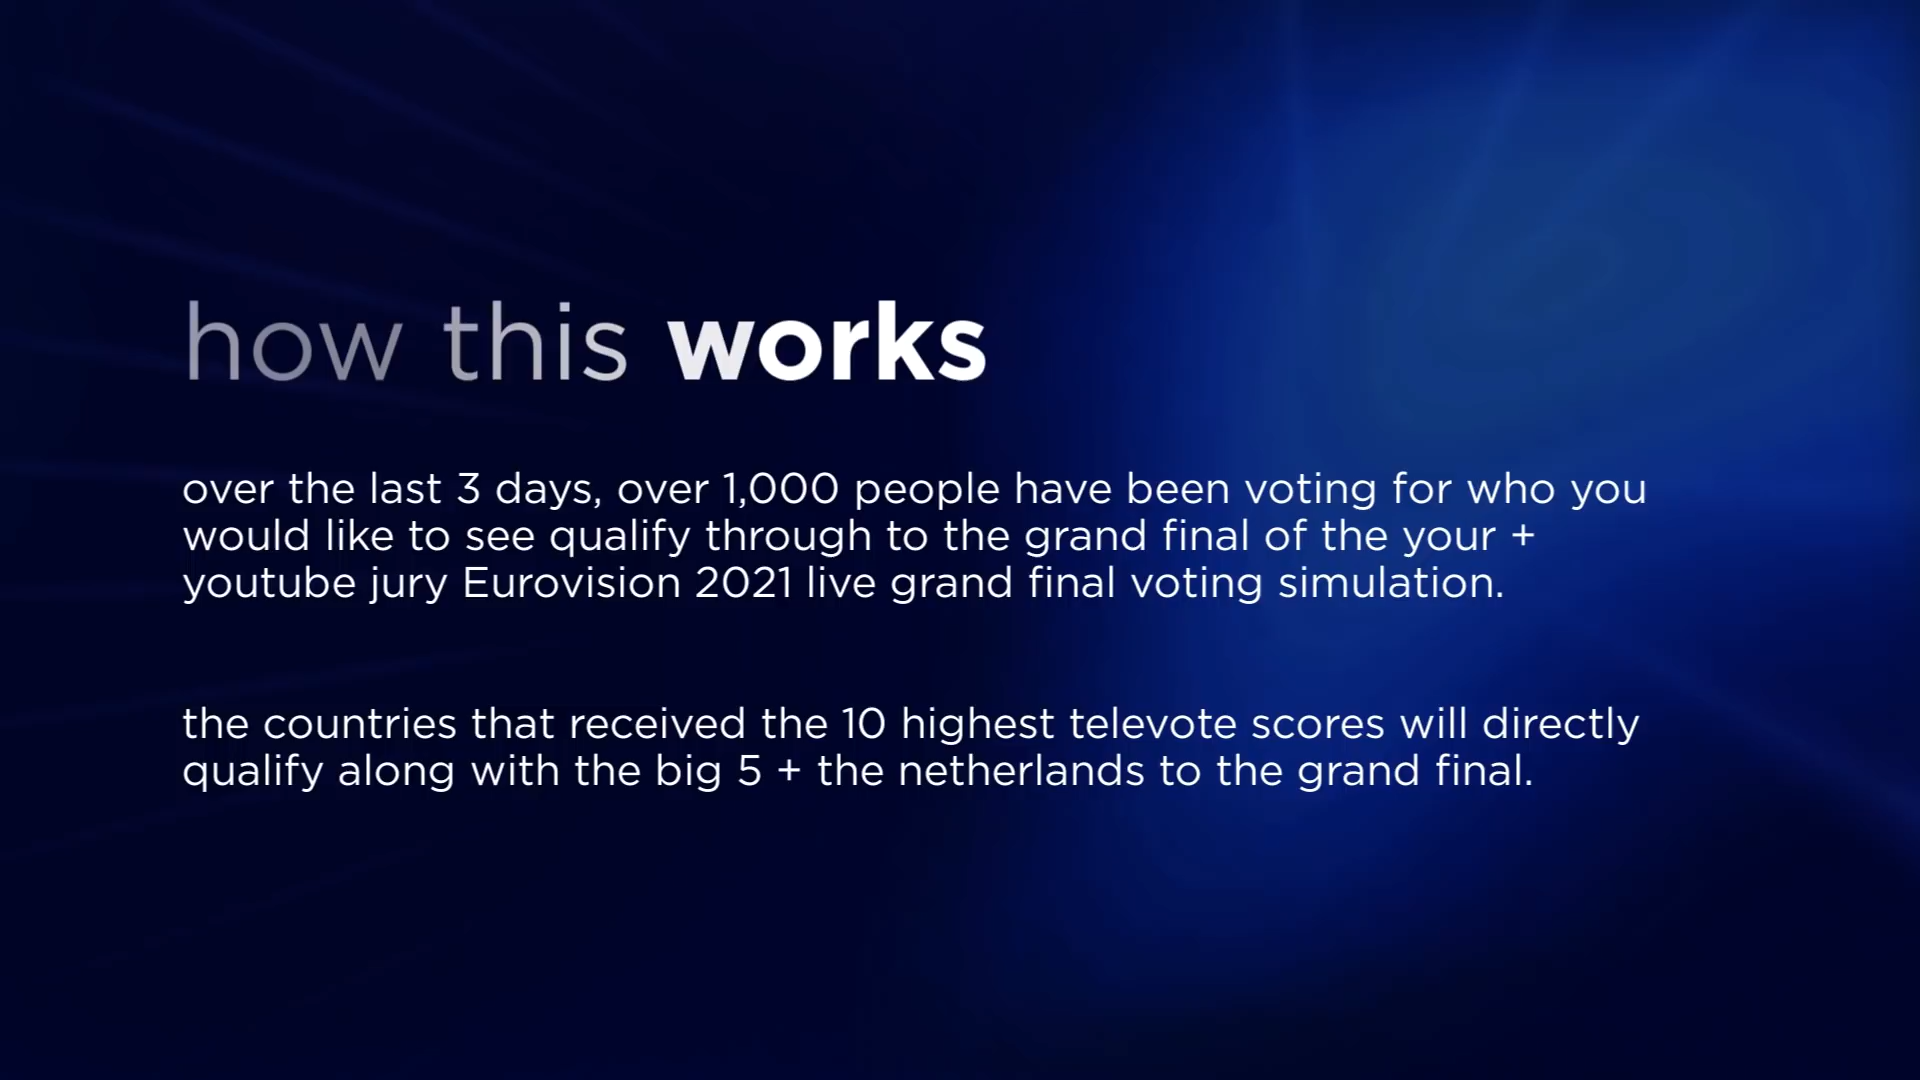 how this works
over the last 3 days, over 1,000 people have been voting for who you
would like to see qualify through to the grand final of the your +
youtube jury Eurovision 2021 live grand final voting simulation.
the countries that received the 10 highest televote scores will directly
qualify along with the big 5 + the netherlands to the grand final.